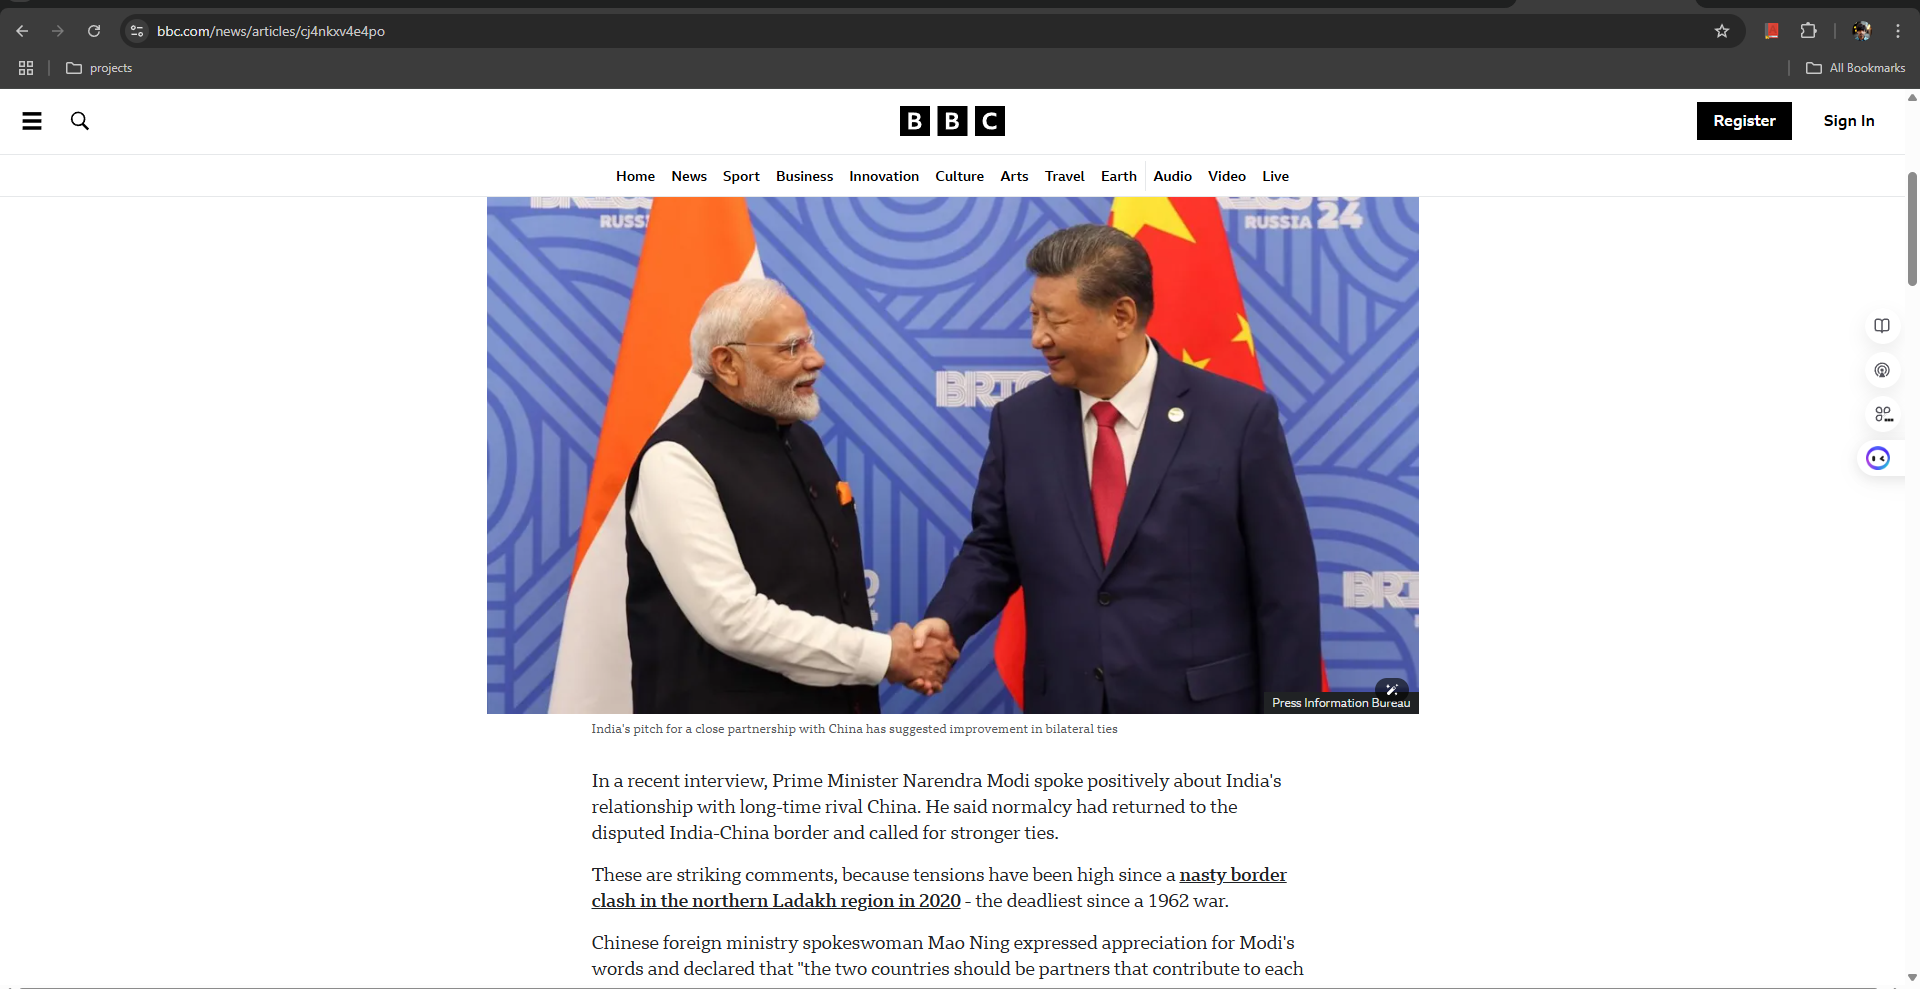 bbc.com/news/articles/cj4nkxv4e4po
projects
All Bookmarks
BBC
Register
Sign In
Home News Sport Business Innovation Culture Arts Travel Earth Audio Video Live
RUSSIA 24
Press Information Bureau
India's pitch for a close partnership with China has suggested improvement in bilateral ties
In a recent interview, Prime Minister Narendra Modi spoke positively about India's
relationship with long-time rival China. He said normalcy had returned to the
disputed India-China border and called for stronger ties.
These are striking comments, because tensions have been high since a nasty border
clash in the northern Ladakh region in 2020 - the deadliest since a 1962 war.
Chinese foreign ministry spokeswoman Mao Ning expressed appreciation for Modi's
words and declared that "the two countries should be partners that contribute to each